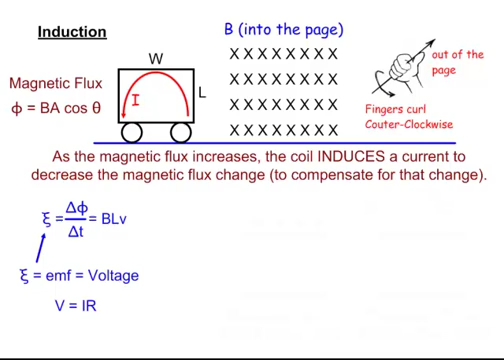 Induction
B (into the page)
W
X X X X X X X X
out of the
page
Magnetic Flux
ϕ = BA cos θ
I
L
X X X X X X X X
X X X X X X X X
X X X X X X X X
Fingers curl
Couter-Clockwise
As the magnetic flux increases, the coil INDUCES a current to
decrease the magnetic flux change (to compensate for that change).
ξ = Δϕ/Δt = BLv
ξ = emf = Voltage
V = IR